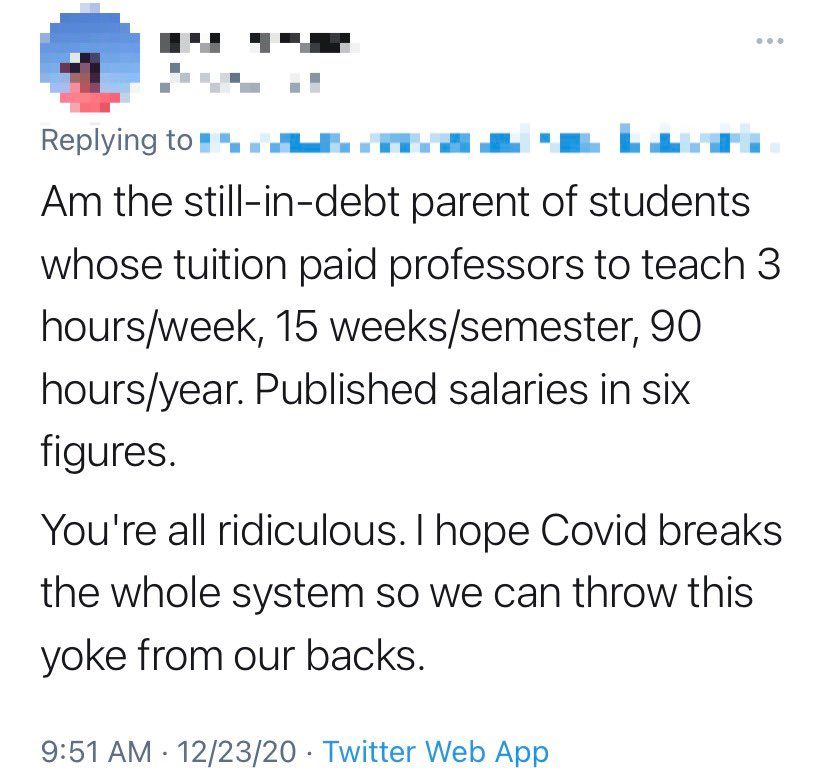 Replying to
Am the still-in-debt parent of students
whose tuition paid professors to teach 3
hours/week, 15 weeks/semester, 90
hours/year. Published salaries in six
figures.
You're all ridiculous. I hope Covid breaks
the whole system so we can throw this
yoke from our backs.
9:51 AM · 12/23/20 · Twitter Web App